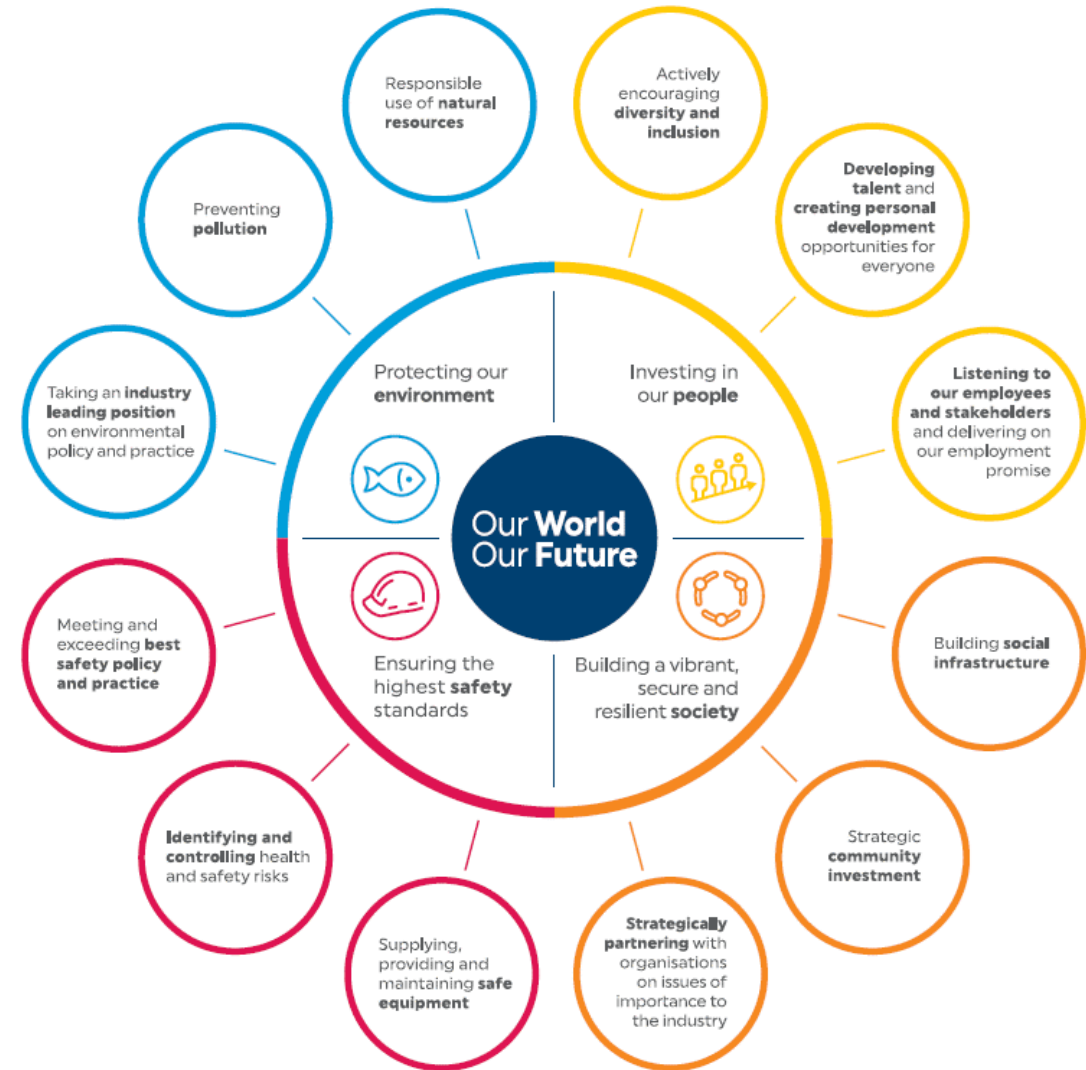 Responsible
use of natural
resources
Actively
encouraging
diversity and
inclusion
Preventing
pollution
Developing
talent and
creating personal
development
opportunities for
everyone
Taking an industry
leading position
on environmental
policy and practice
Listening to
our employees
and stakeholders
and delivering on
our employment
promise
Protecting our
environment
Investing in
our people
Our World
Our Future
Ensuring the
highest safety
standards
Building a vibrant,
secure and
resilient society
Meeting and
exceeding best
safety policy
and practice
Building social
infrastructure
Identifying and
controlling health
and safety risks
Strategic
community
investment
Supplying,
providing and
maintaining safe
equipment
Strategically
partnering with
organisations
on issues of
importance to
the industry